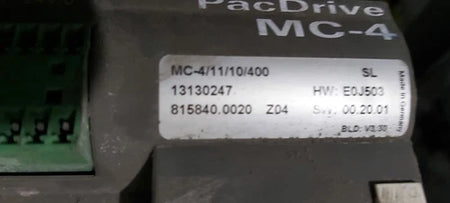 PacDrive
MC-4
MC-4/11/10/400 SL
13130247 HW: E0J503
815840.0020 Z04 SW: 00.20.01
BLD: V3.30
Made in Germany